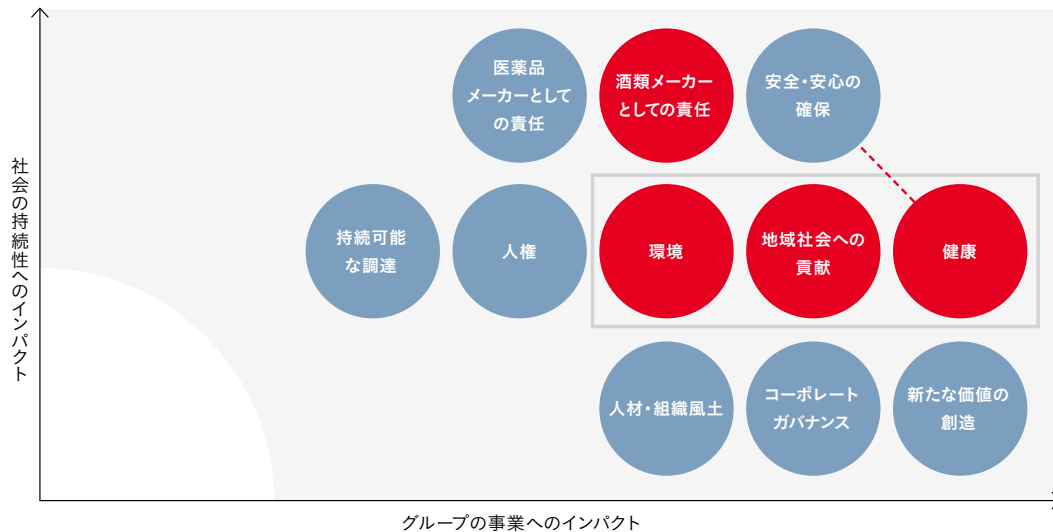 医薬品
メーカーとして
の責任
酒類メーカー
としての責任
安全・安心の
確保
社会の持続性へのインパクト
持続可能
な調達
人権
環境
地域社会への
貢献
健康
人材・組織風土
コーポレート
ガバナンス
新たな価値の
創造
グループの事業へのインパクト